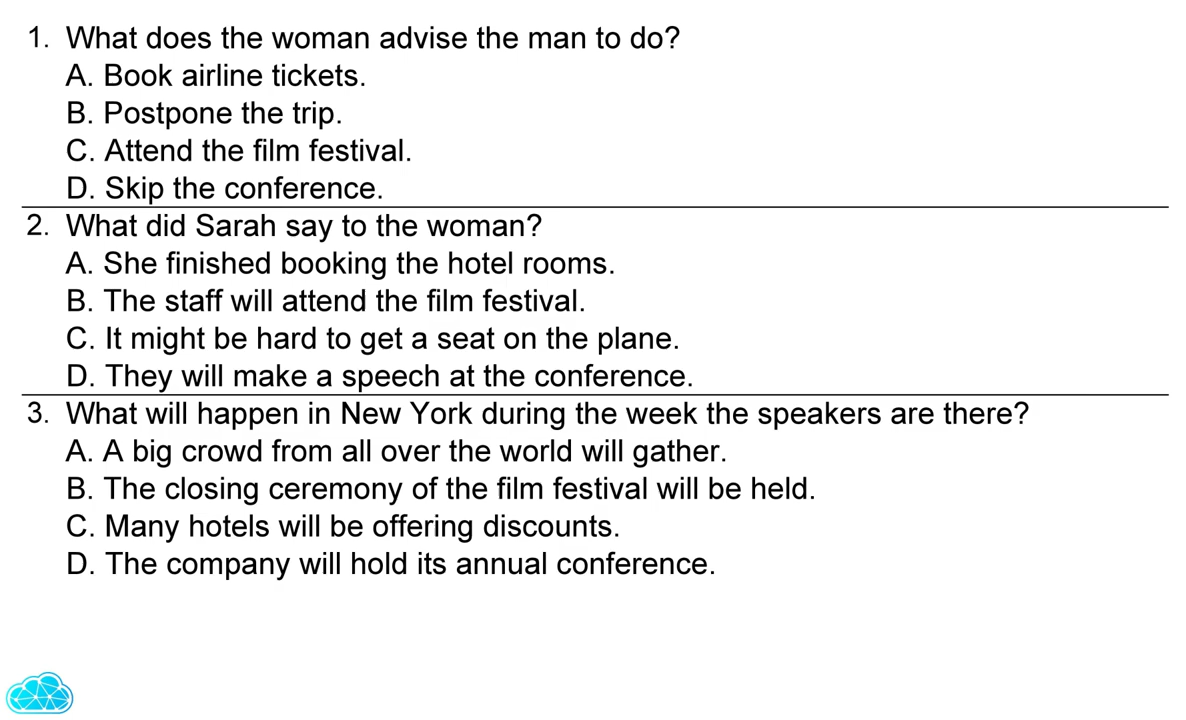 1. What does the woman advise the man to do?
A. Book airline tickets.
B. Postpone the trip.
C. Attend the film festival.
D. Skip the conference.
2. What did Sarah say to the woman?
A. She finished booking the hotel rooms.
B. The staff will attend the film festival.
C. It might be hard to get a seat on the plane.
D. They will make a speech at the conference.
3. What will happen in New York during the week the speakers are there?
A. A big crowd from all over the world will gather.
B. The closing ceremony of the film festival will be held.
C. Many hotels will be offering discounts.
D. The company will hold its annual conference.